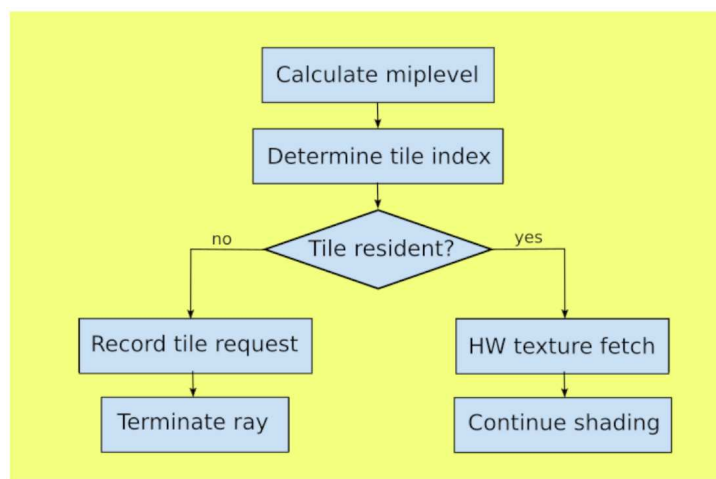 Calculate miplevel
Determine tile index
Tile resident?
no
yes
Record tile request
HW texture fetch
Terminate ray
Continue shading